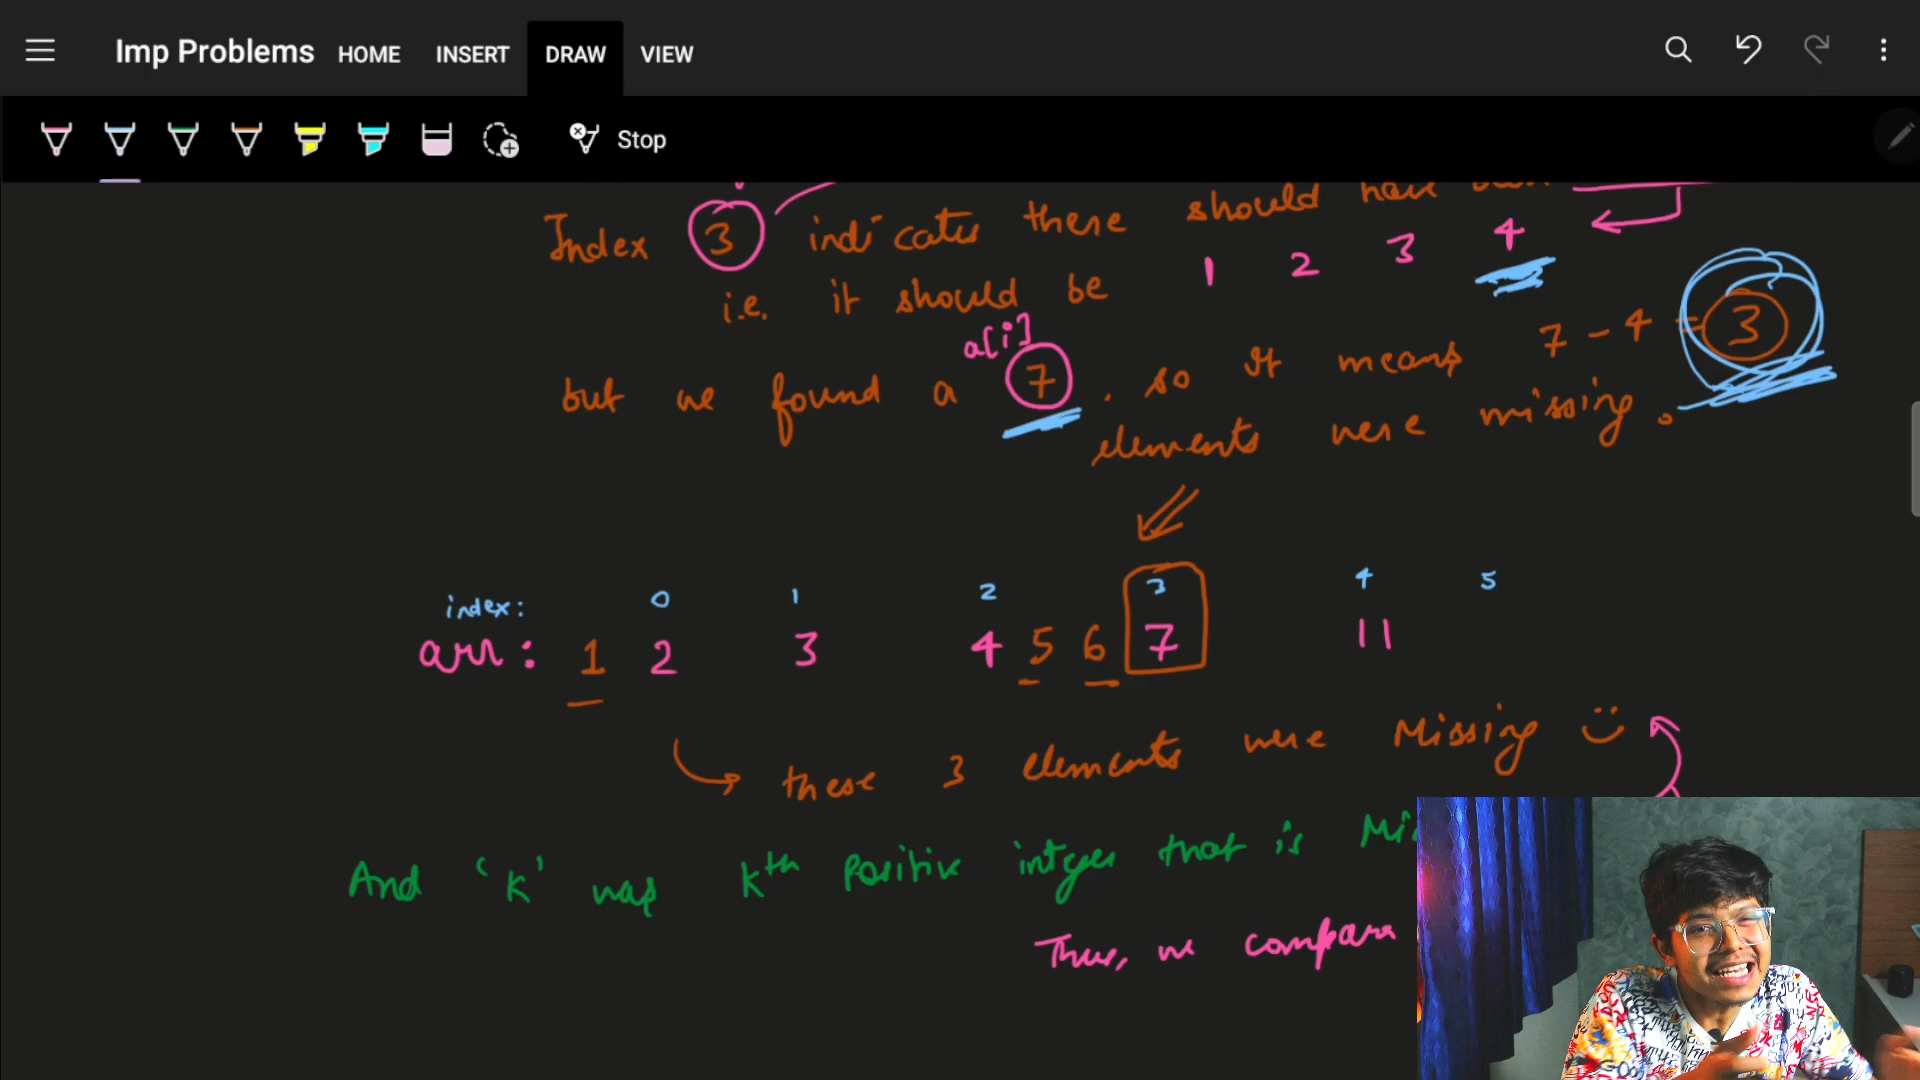 Imp Problems HOME INSERT DRAW VIEW
Stop
Index 3 indicates there should have been
i.e. it should be 1 2 3 4
a[i]
but we found a 7 . so it means 7 - 4 = 3
elements were missing .
index: 0 1 2 3 4 5
arr: 1 2 3 4 5 6 7 11
these 3 elements were Missing
And 'K' was kth Positive integer that is
Thus, we compare